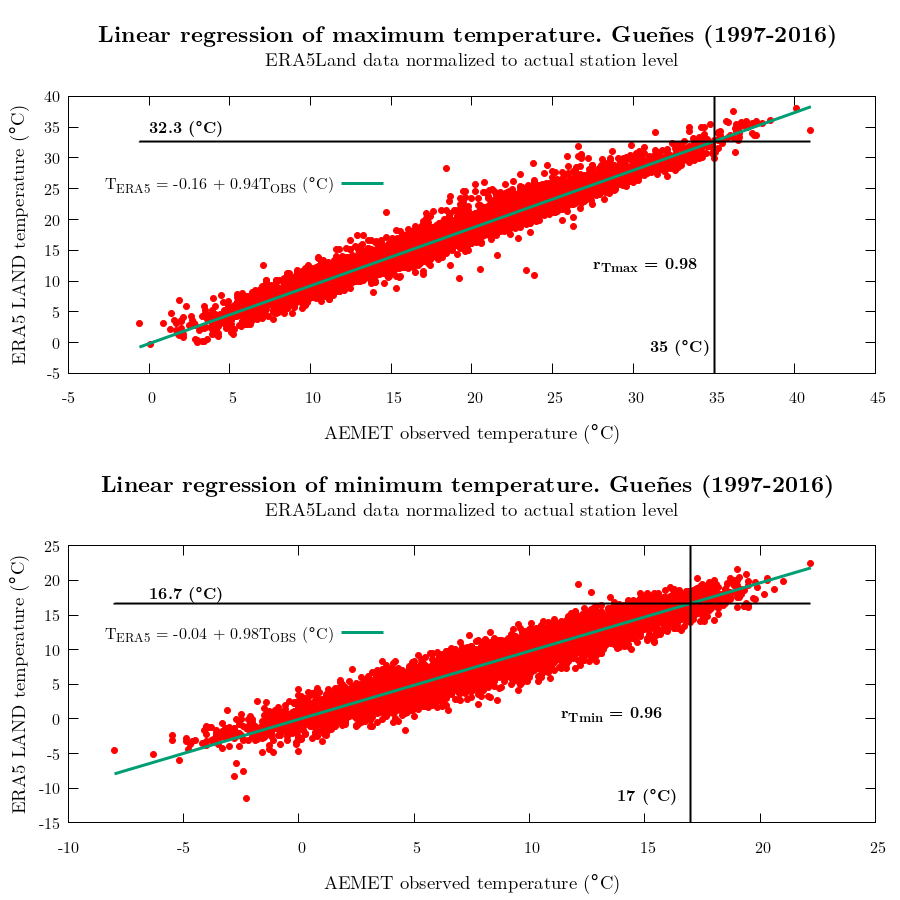 Linear regression of maximum temperature. Gueñes (1997-2016)
ERA5Land data normalized to actual station level
ERA5 LAND temperature (°C)
40
35
30
25
20
15
10
5
0
-5
32.3 (°C)
T_ERA5 = -0.16 + 0.94T_OBS (°C)
r_Tmax = 0.98
35 (°C)
-5 0 5 10 15 20 25 30 35 40 45
AEMET observed temperature (°C)
Linear regression of minimum temperature. Gueñes (1997-2016)
ERA5Land data normalized to actual station level
ERA5 LAND temperature (°C)
25
20
15
10
5
0
-5
-10
-15
16.7 (°C)
T_ERA5 = -0.04 + 0.98T_OBS (°C)
r_Tmin = 0.96
17 (°C)
-10 -5 0 5 10 15 20 25
AEMET observed temperature (°C)